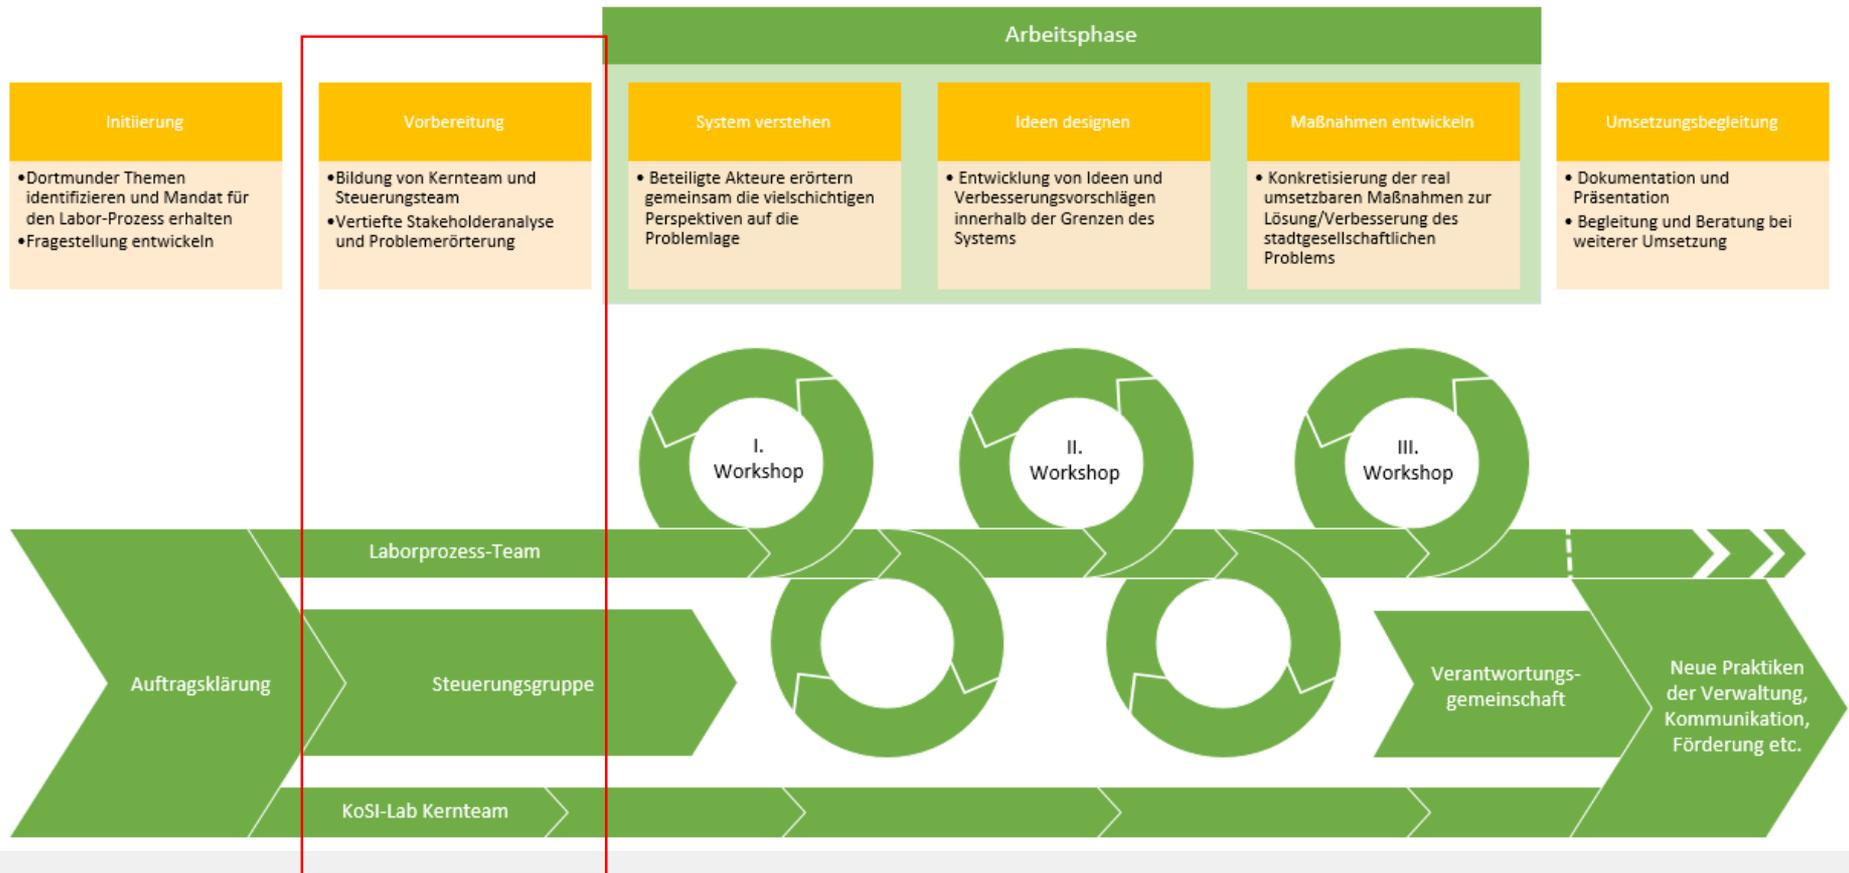 Arbeitsphase
Initiierung
•Dortmunder Themen
identifizieren und Mandat für
den Labor-Prozess erhalten
•Fragestellung entwickeln
Vorbereitung
•Bildung von Kernteam und
Steuerungsteam
•Vertiefte Stakeholderanalyse
und Problemerörterung
System verstehen
• Beteiligte Akteure erörtern
gemeinsam die vielschichtigen
Perspektiven auf die
Problemlage
Ideen designen
• Entwicklung von Ideen und
Verbesserungsvorschlägen
innerhalb der Grenzen des
Systems
Maßnahmen entwickeln
• Konkretisierung der real
umsetzbaren Maßnahmen zur
Lösung/Verbesserung des
stadtgesellschaftlichen
Problems
Umsetzungsbegleitung
• Dokumentation und
Präsentation
• Begleitung und Beratung bei
weiterer Umsetzung
I.
Workshop
II.
Workshop
III.
Workshop
Laborprozess-Team
Auftragsklärung
Steuerungsgruppe
Verantwortungs-
gemeinschaft
Neue Praktiken
der Verwaltung,
Kommunikation,
Förderung etc.
KoSI-Lab Kernteam